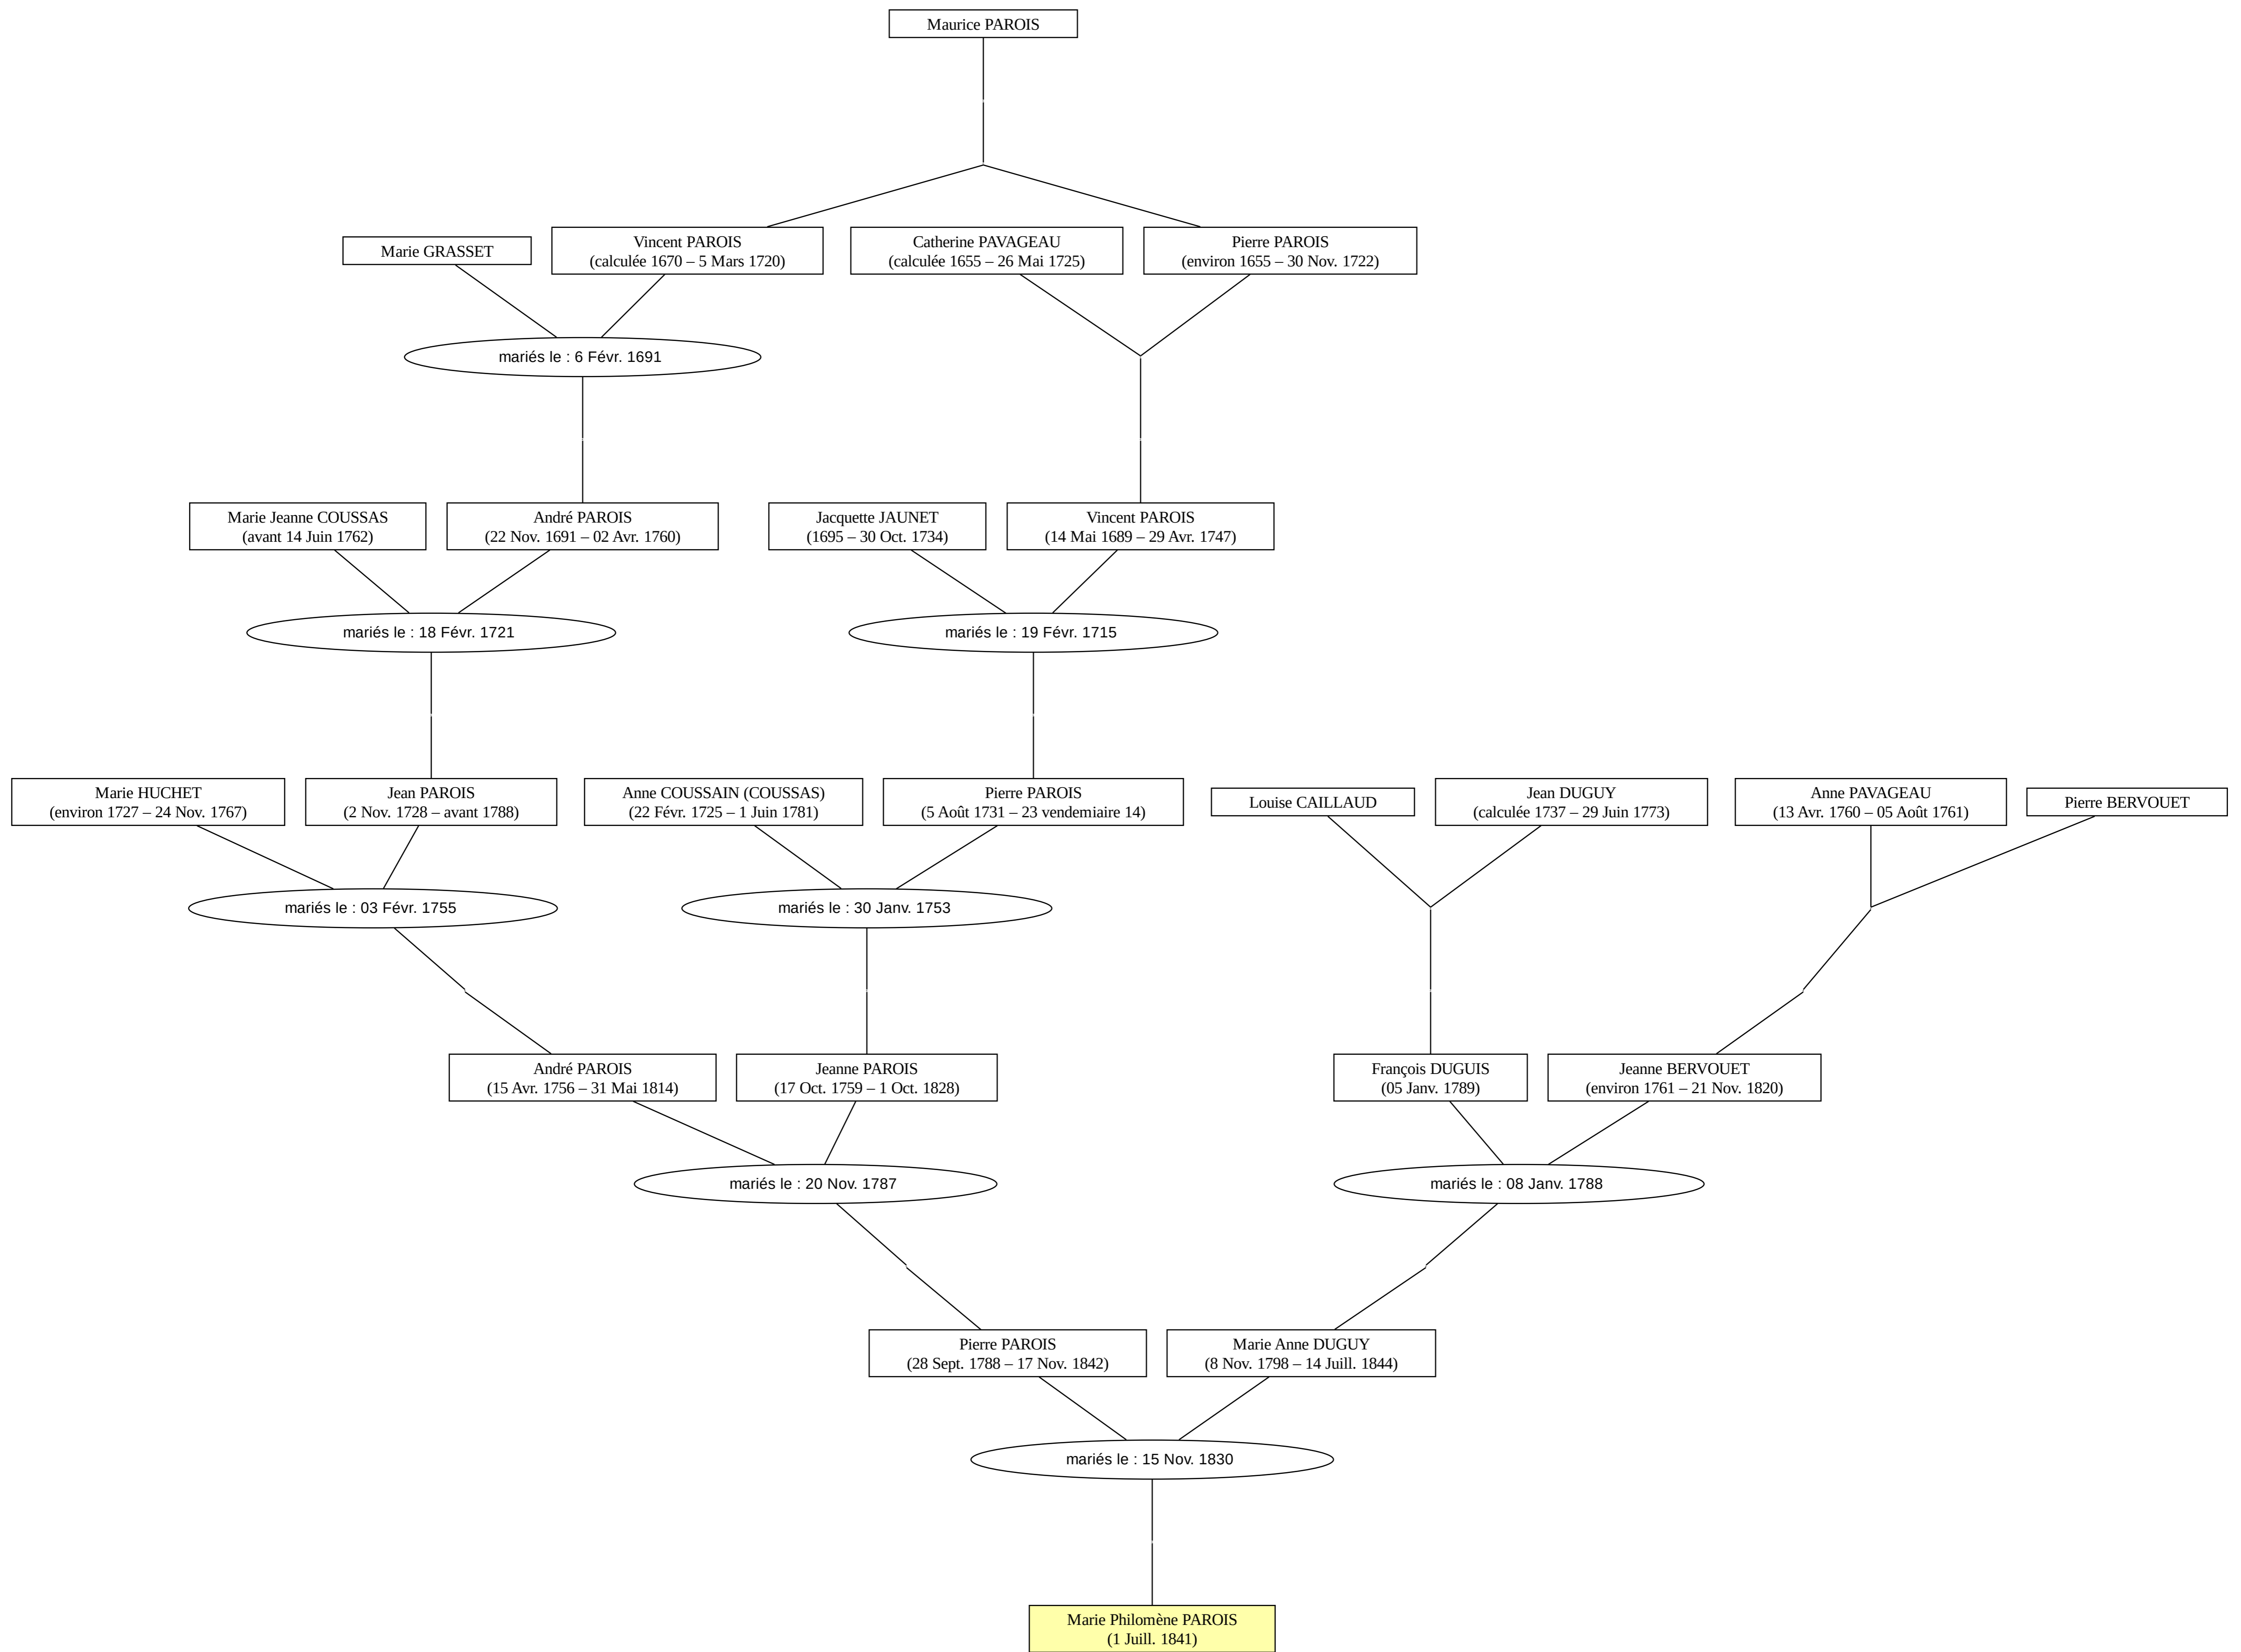 Maurice PAROIS
Marie GRASSET
Vincent PAROIS
(calculée 1670 – 5 Mars 1720)
Catherine PAVAGEAU
(calculée 1655 – 26 Mai 1725)
Pierre PAROIS
(environ 1655 – 30 Nov. 1722)
mariés le : 6 Févr. 1691
Marie Jeanne COUSSAS
(avant 14 Juin 1762)
André PAROIS
(22 Nov. 1691 – 02 Avr. 1760)
Jacquette JAUNET
(1695 – 30 Oct. 1734)
Vincent PAROIS
(14 Mai 1689 – 29 Avr. 1747)
mariés le : 18 Févr. 1721
mariés le : 19 Févr. 1715
Marie HUCHET
(environ 1727 – 24 Nov. 1767)
Jean PAROIS
(2 Nov. 1728 – avant 1788)
Anne COUSSAIN (COUSSAS)
(22 Févr. 1725 – 1 Juin 1781)
Pierre PAROIS
(5 Août 1731 – 23 vendemiaire 14)
Louise CAILLAUD
Jean DUGUY
(calculée 1737 – 29 Juin 1773)
Anne PAVAGEAU
(13 Avr. 1760 – 05 Août 1761)
Pierre BERVOUET
mariés le : 03 Févr. 1755
mariés le : 30 Janv. 1753
André PAROIS
(15 Avr. 1756 – 31 Mai 1814)
Jeanne PAROIS
(17 Oct. 1759 – 1 Oct. 1828)
François DUGUIS
(05 Janv. 1789)
Jeanne BERVOUET
(environ 1761 – 21 Nov. 1820)
mariés le : 20 Nov. 1787
mariés le : 08 Janv. 1788
Pierre PAROIS
(28 Sept. 1788 – 17 Nov. 1842)
Marie Anne DUGUY
(8 Nov. 1798 – 14 Juill. 1844)
mariés le : 15 Nov. 1830
Marie Philomène PAROIS
(1 Juill. 1841)